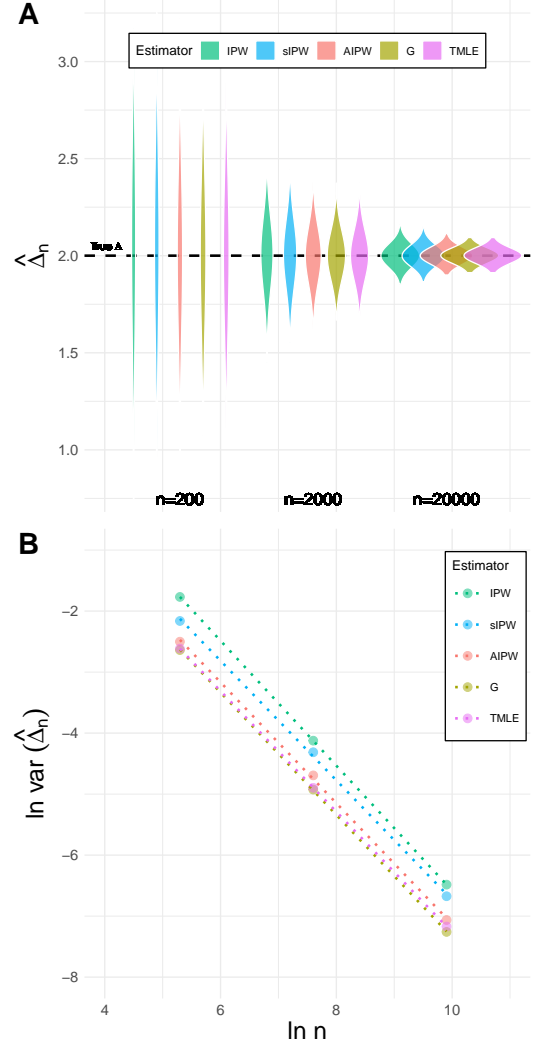 A
Estimator IPW sIPW AIPW G TMLE
3.0
2.5
2.0
1.5
1.0
Δ̂n
True Δ
n=200 n=2000 n=20000
B
Estimator
IPW
sIPW
AIPW
G
TMLE
−2
−4
−6
−8
ln var (Δ̂n)
4 6 8 10
ln n